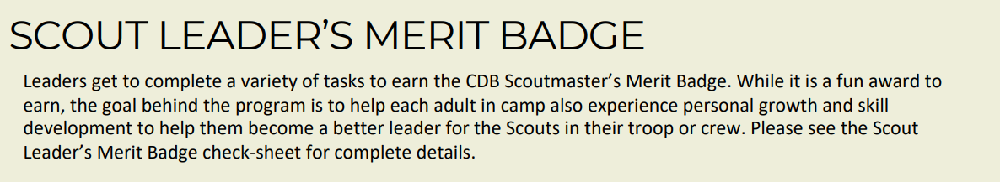 SCOUT LEADER’S MERIT BADGE
Leaders get to complete a variety of tasks to earn the CDB Scoutmaster’s Merit Badge. While it is a fun award to
earn, the goal behind the program is to help each adult in camp also experience personal growth and skill
development to help them become a better leader for the Scouts in their troop or crew. Please see the Scout
Leader’s Merit Badge check-sheet for complete details.